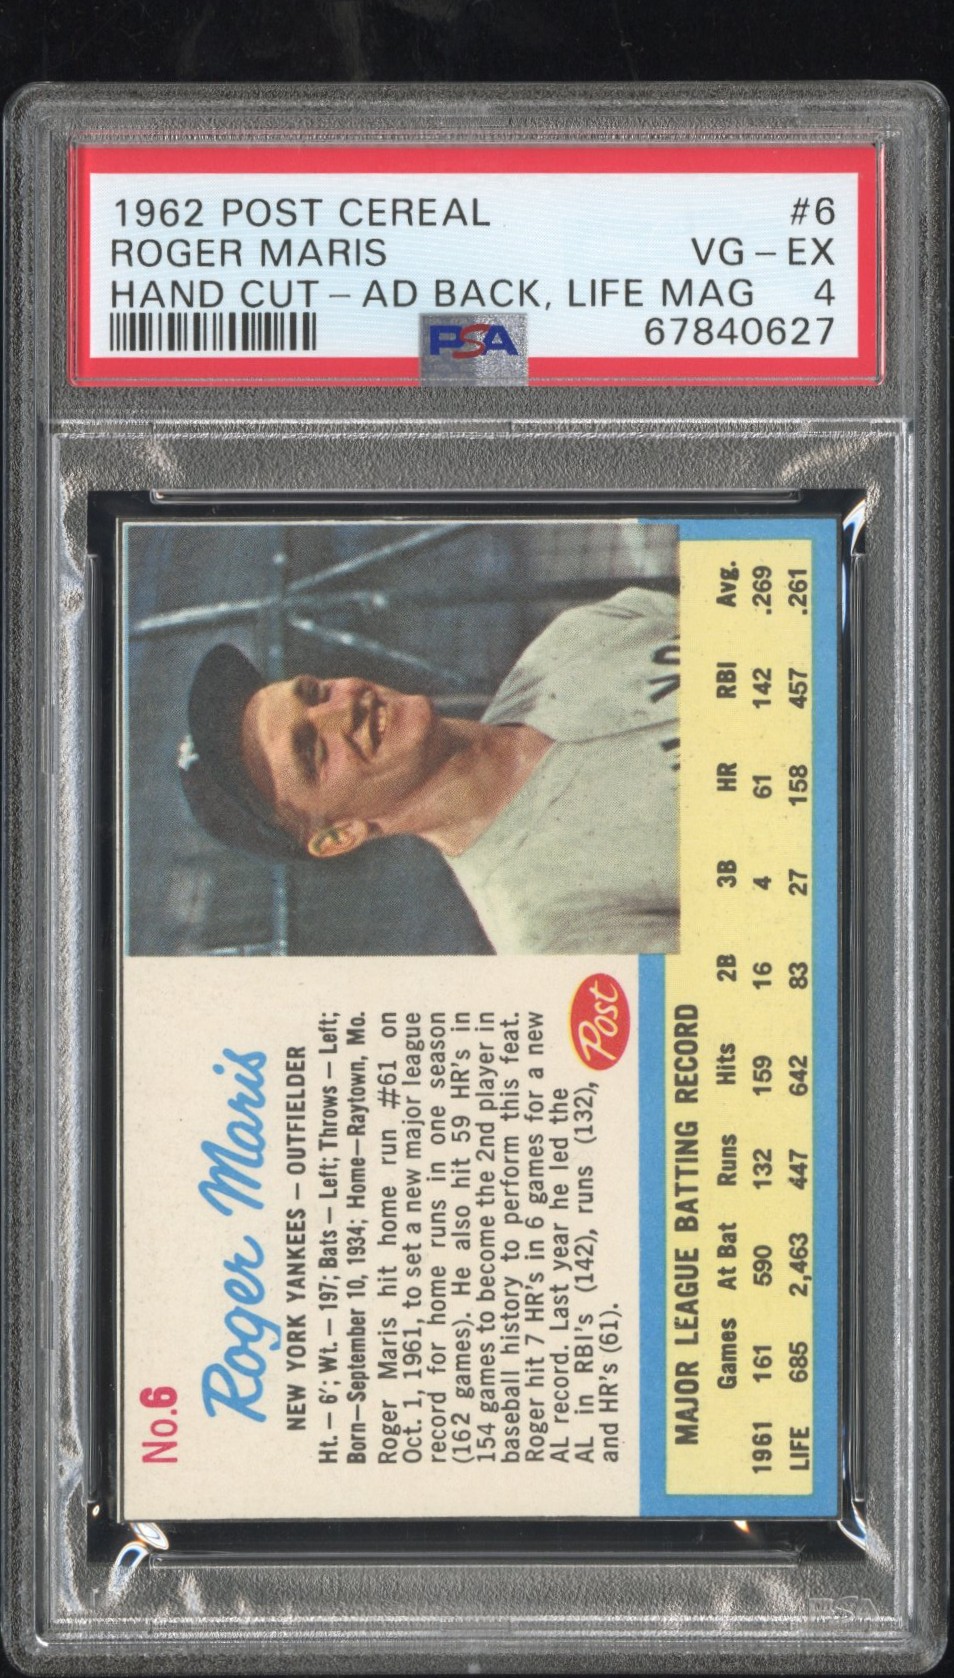 1962 POST CEREAL #6
ROGER MARIS VG-EX
HAND CUT-AD BACK, LIFE MAG 4
67840627
PSA
No.6
Roger Maris
NEW YORK YANKEES – OUTFIELDER
Ht. – 6'; Wt. – 197; Bats – Left; Throws – Left;
Born–September 10, 1934; Home–Raytown, Mo.
Roger Maris hit home run #61 on
Oct. 1, 1961, to set a new major league
record for home runs in one season
(162 games). He also hit 59 HR's in
154 games to become the 2nd player in
baseball history to perform this feat.
Roger hit 7 HR's in 6 games for a new
AL record. Last year he led the
AL in RBI's (142), runs (132),
and HR's (61).
Post
MAJOR LEAGUE BATTING RECORD
Games At Bat Runs Hits 2B 3B HR RBI Avg.
1961 161 590 132 159 16 4 61 142 .269
LIFE 685 2,463 447 642 83 27 158 457 .261
PSA